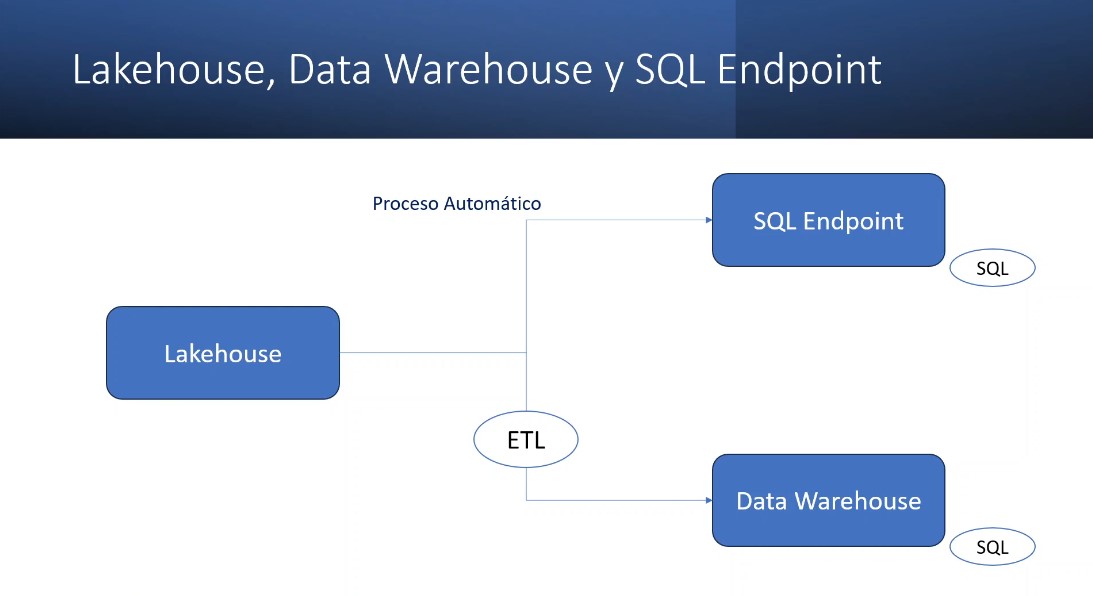 Lakehouse, Data Warehouse y SQL Endpoint
Proceso Automático
SQL Endpoint
SQL
Lakehouse
ETL
Data Warehouse
SQL